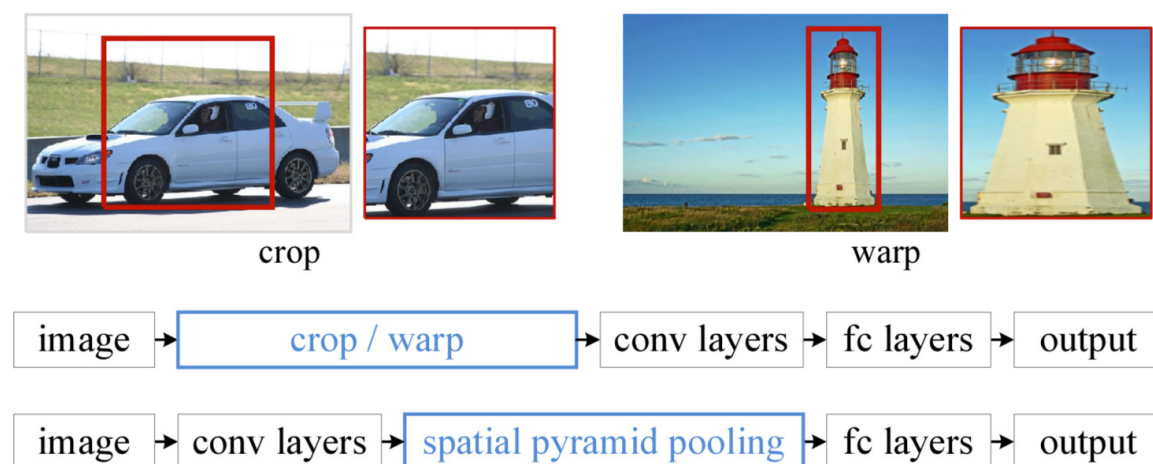 crop
warp
image crop / warp conv layers fc layers output
image conv layers spatial pyramid pooling fc layers output